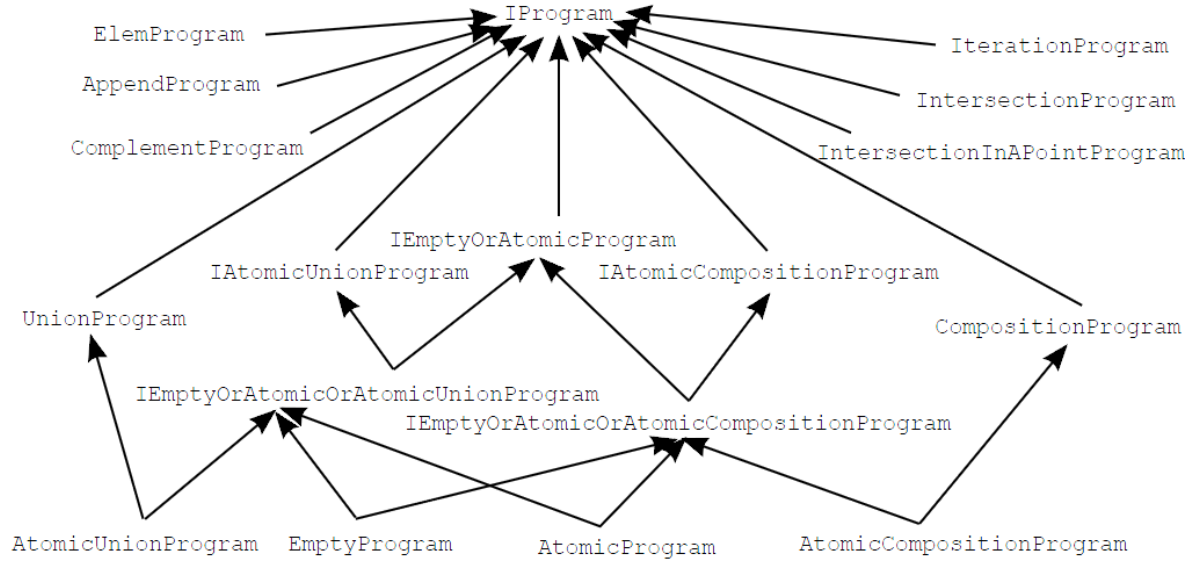 IProgram
ElemProgram
IterationProgram
AppendProgram
IntersectionProgram
ComplementProgram
IntersectionInAPointProgram
IEmptyOrAtomicProgram
IAtomicUnionProgram
IAtomicCompositionProgram
UnionProgram
CompositionProgram
IEmptyOrAtomicOrAtomicUnionProgram
IEmptyOrAtomicOrAtomicCompositionProgram
AtomicUnionProgram
EmptyProgram
AtomicProgram
AtomicCompositionProgram